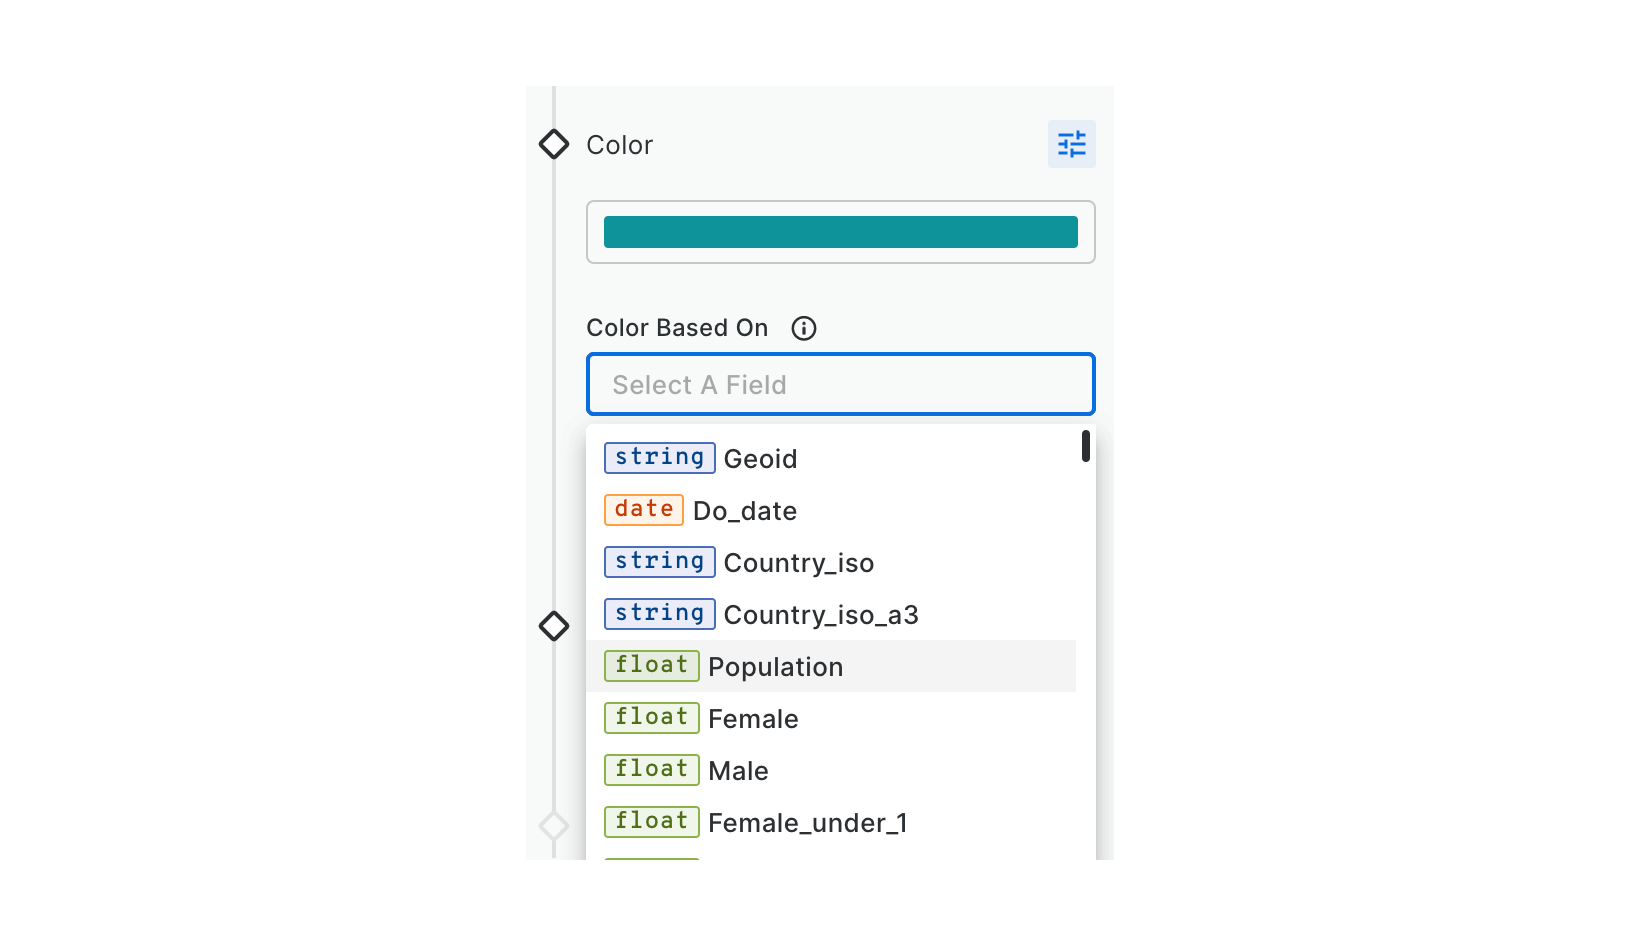 Color
Color Based On
Select A Field
string Geoid
date Do_date
string Country_iso
string Country_iso_a3
float Population
float Female
float Male
float Female_under_1